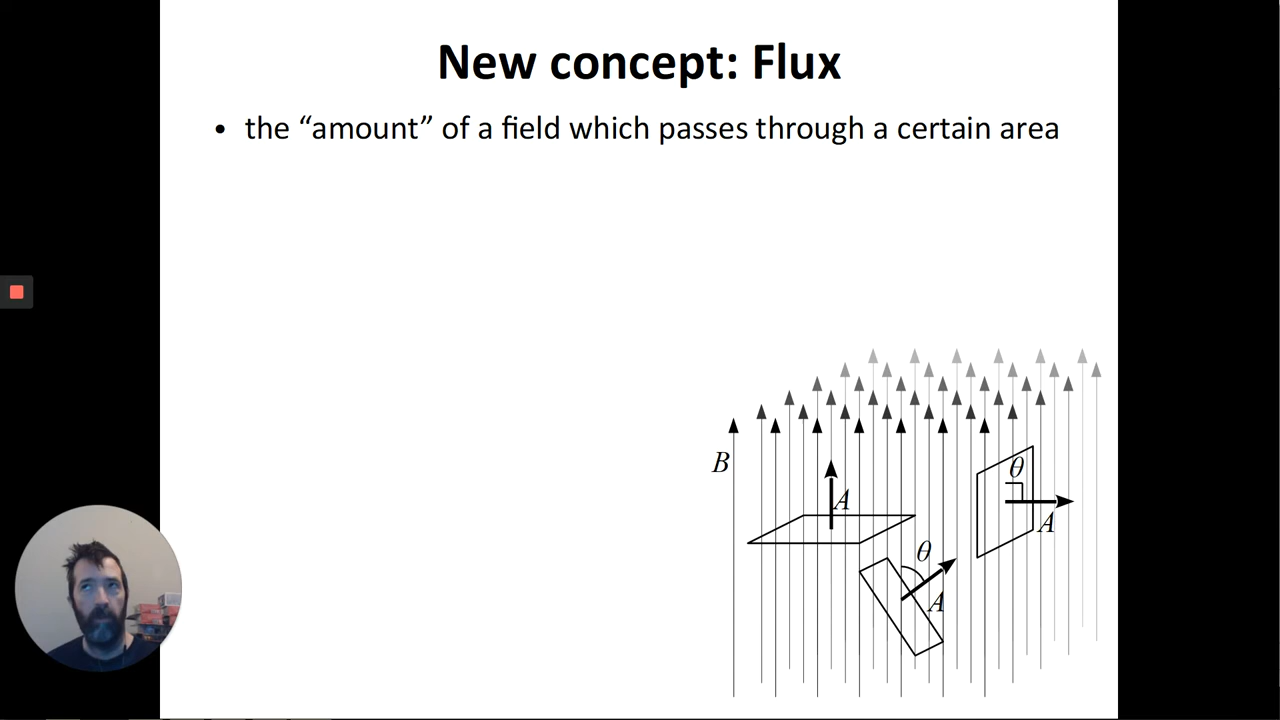 New concept: Flux
• the “amount” of a field which passes through a certain area
B
A
θ
A
θ
A